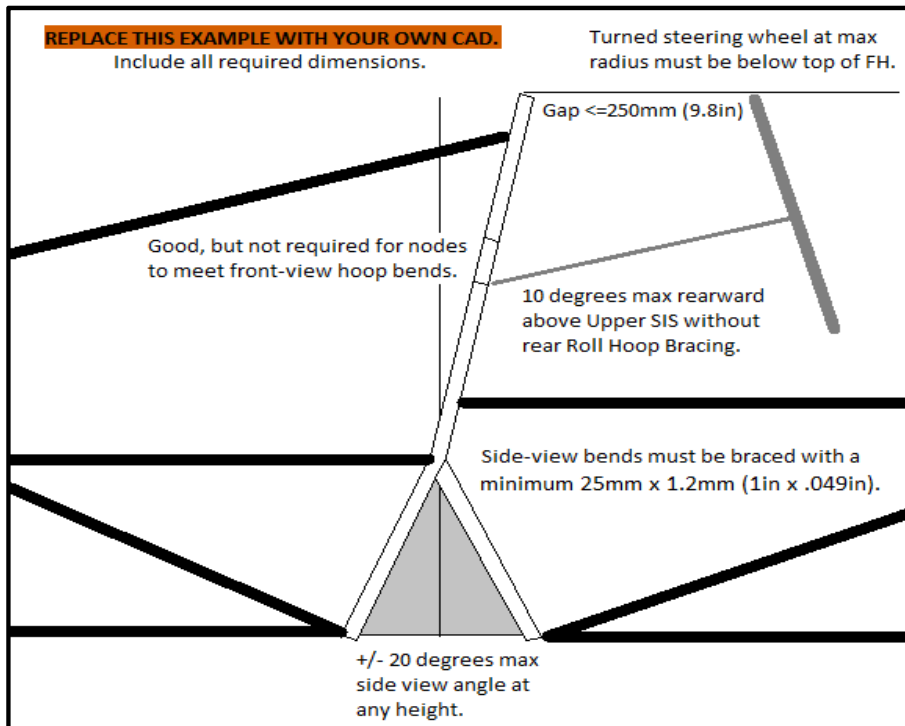 REPLACE THIS EXAMPLE WITH YOUR OWN CAD.
Include all required dimensions.
Turned steering wheel at max
radius must be below top of FH.
Gap <=250mm (9.8in)
Good, but not required for nodes
to meet front-view hoop bends.
10 degrees max rearward
above Upper SIS without
rear Roll Hoop Bracing.
Side-view bends must be braced with a
minimum 25mm x 1.2mm (1in x .049in).
+/- 20 degrees max
side view angle at
any height.